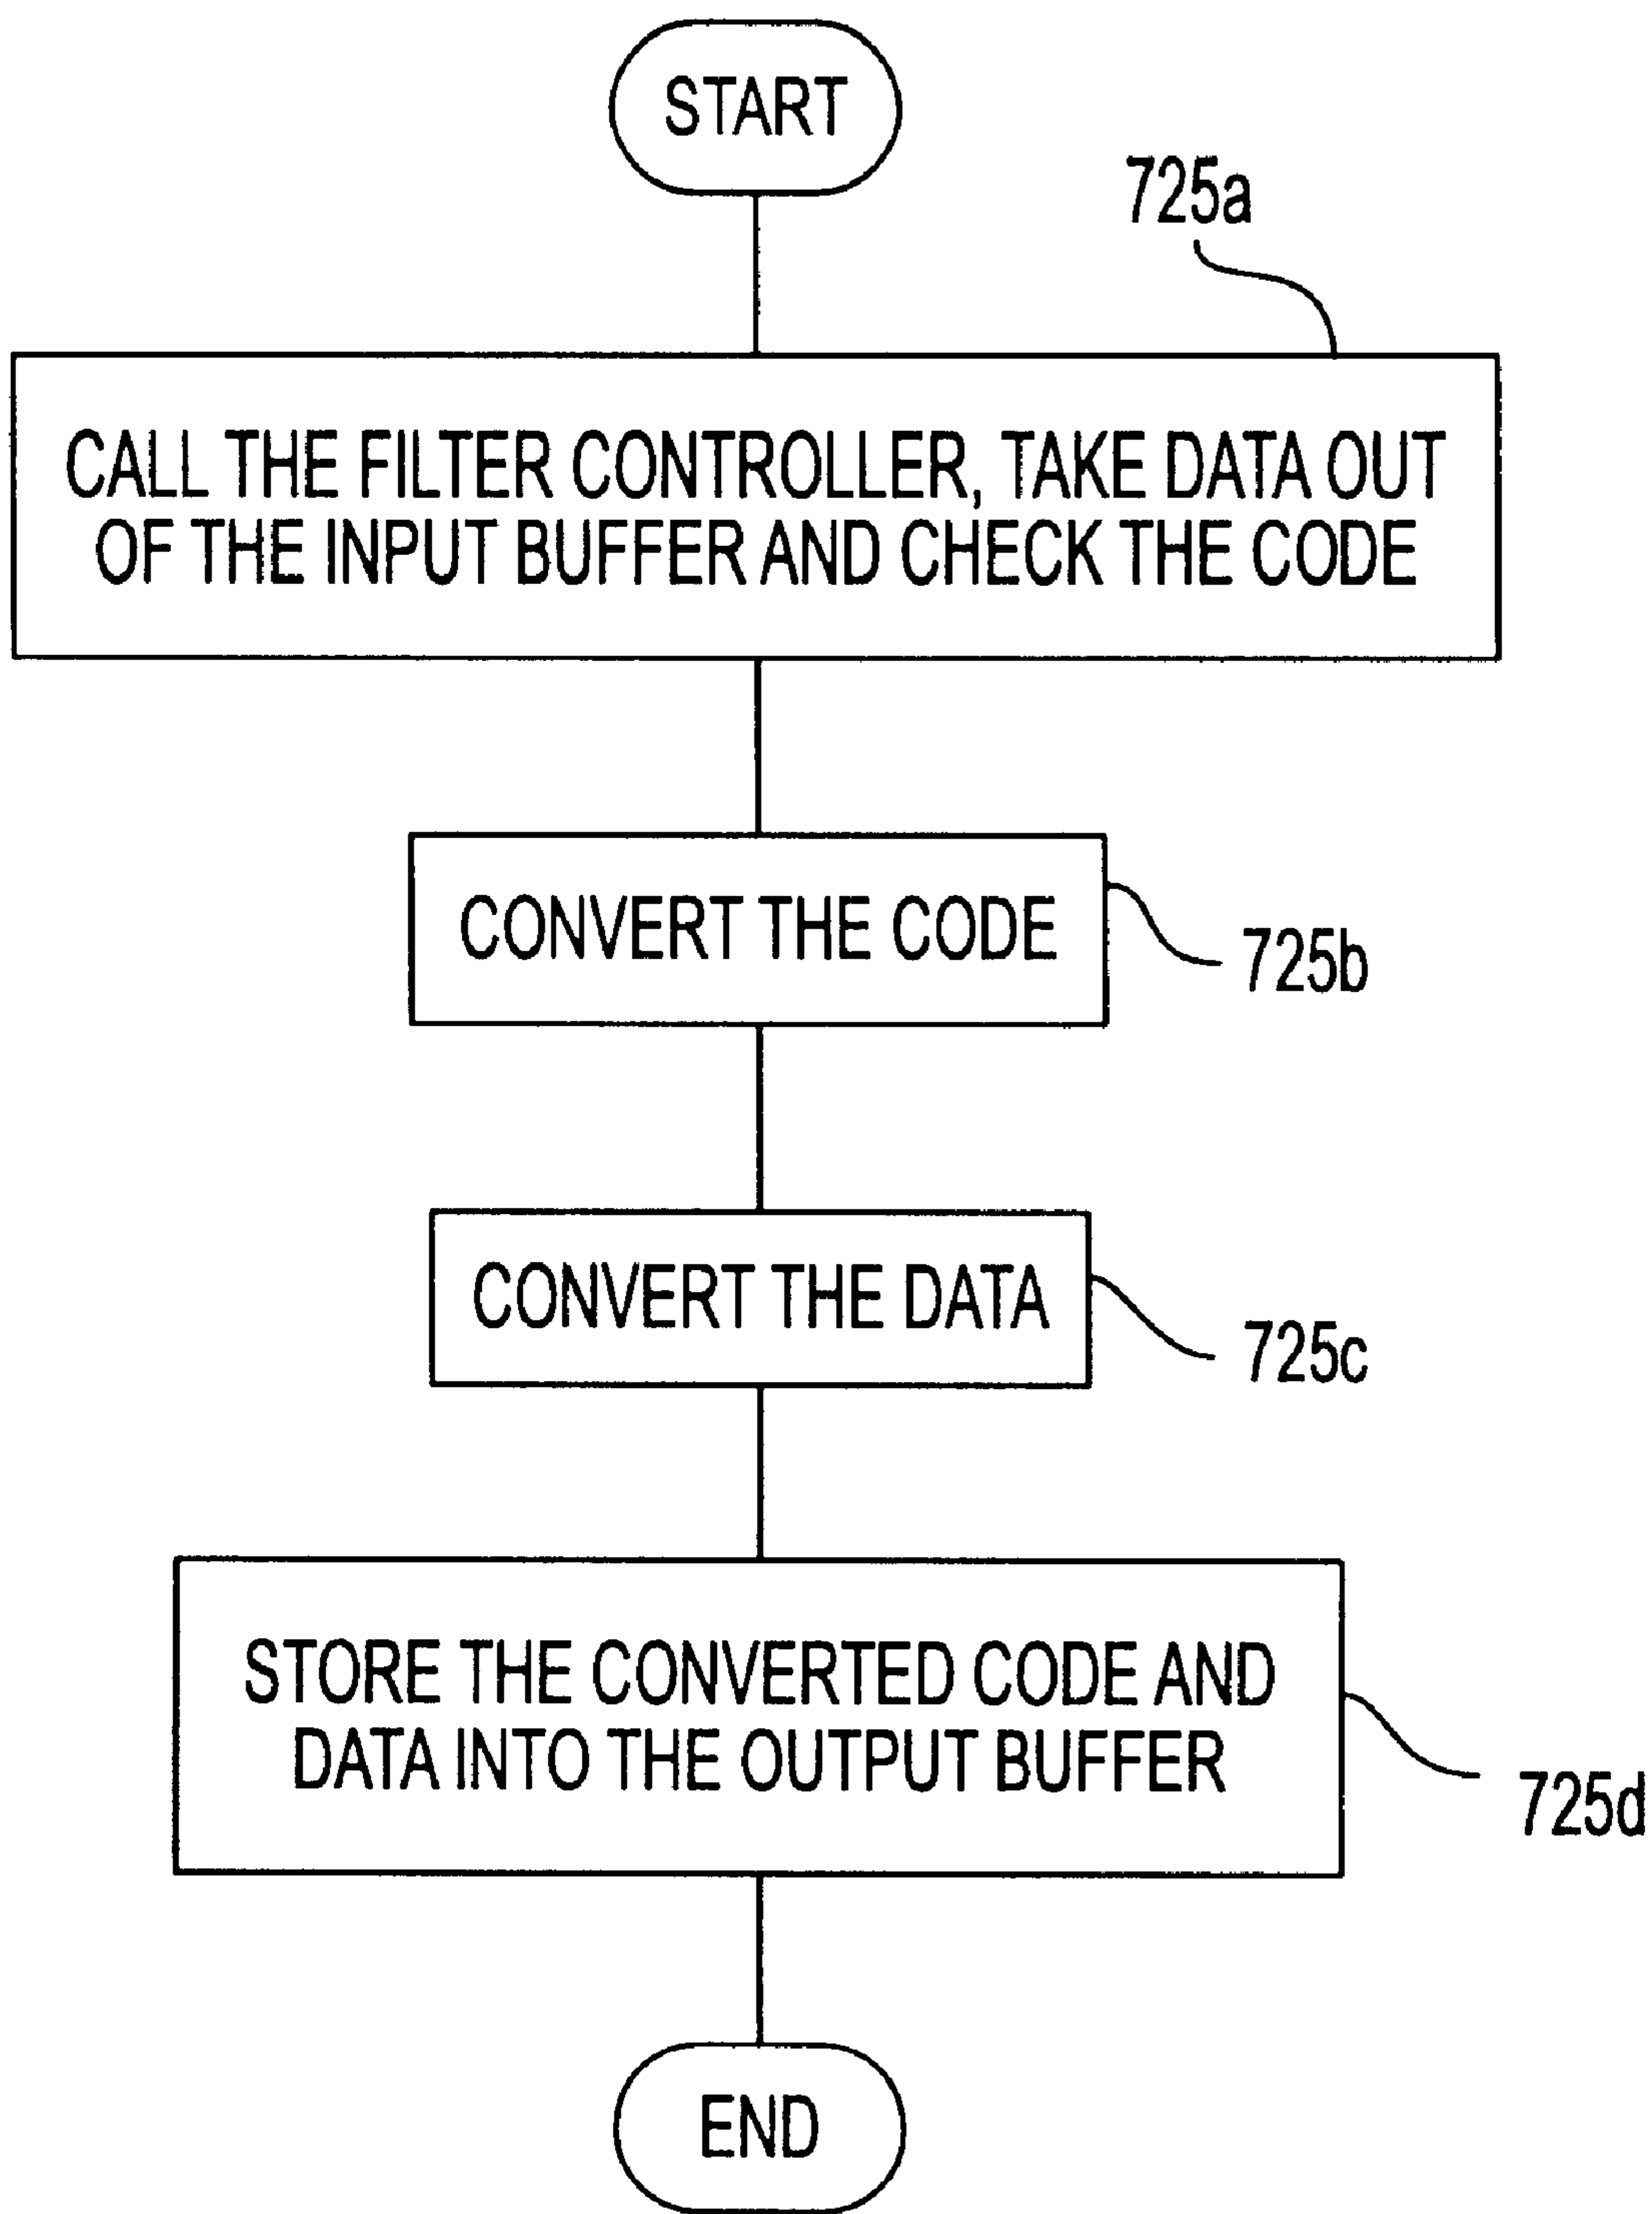 START
725a
CALL THE FILTER CONTROLLER, TAKE DATA OUT
OF THE INPUT BUFFER AND CHECK THE CODE
CONVERT THE CODE
725b
CONVERT THE DATA
725c
STORE THE CONVERTED CODE AND
DATA INTO THE OUTPUT BUFFER
725d
END